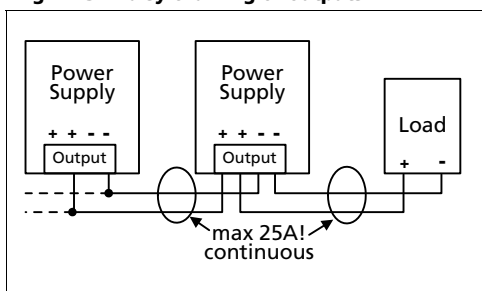 Power
Supply
+ + - -
Output
Power
Supply
+ + - -
Output
Load
+ -
max 25A!
continuous